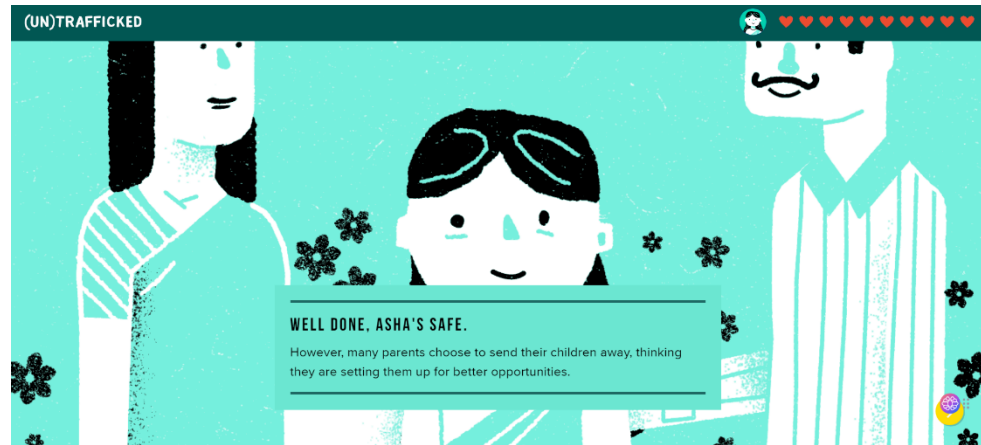 (UN)TRAFFICKED
WELL DONE, ASHA'S SAFE.
However, many parents choose to send their children away, thinking
they are setting them up for better opportunities.